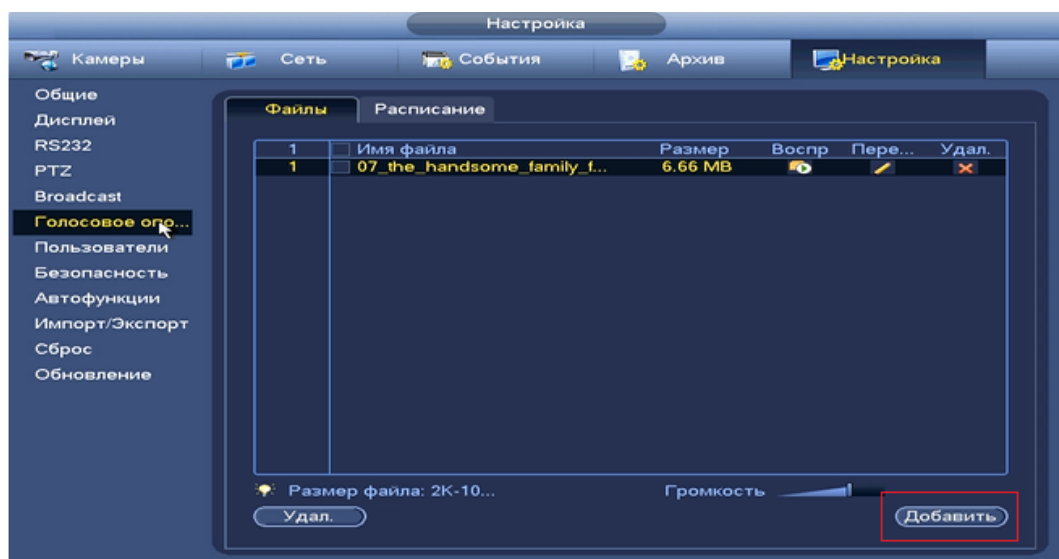 Настройка
Камеры Сеть События Архив Настройка
Общие
Дисплей
RS232
PTZ
Broadcast
Голосовое опо...
Пользователи
Безопасность
Автофункции
Импорт/Экспорт
Сброс
Обновление
Файлы Расписание
1 Имя файла Размер Воспр Пере... Удал.
1 07_the_handsome_family_f... 6.66 MB
Размер файла: 2K-10... Громкость
Удал. Добавить